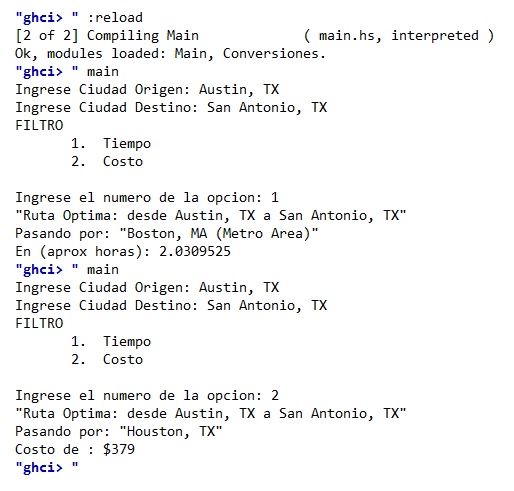 "ghci> " :reload
[2 of 2] Compiling Main             ( main.hs, interpreted )
Ok, modules loaded: Main, Conversiones.
"ghci> " main
Ingrese Ciudad Origen: Austin, TX
Ingrese Ciudad Destino: San Antonio, TX
FILTRO
1.  Tiempo
2.  Costo
Ingrese el numero de la opcion: 1
"Ruta Optima: desde Austin, TX a San Antonio, TX"
Pasando por: "Boston, MA (Metro Area)"
En (aprox horas): 2.0309525
"ghci> " main
Ingrese Ciudad Origen: Austin, TX
Ingrese Ciudad Destino: San Antonio, TX
FILTRO
1.  Tiempo
2.  Costo
Ingrese el numero de la opcion: 2
"Ruta Optima: desde Austin, TX a San Antonio, TX"
Pasando por: "Houston, TX"
Costo de : $379
"ghci> "